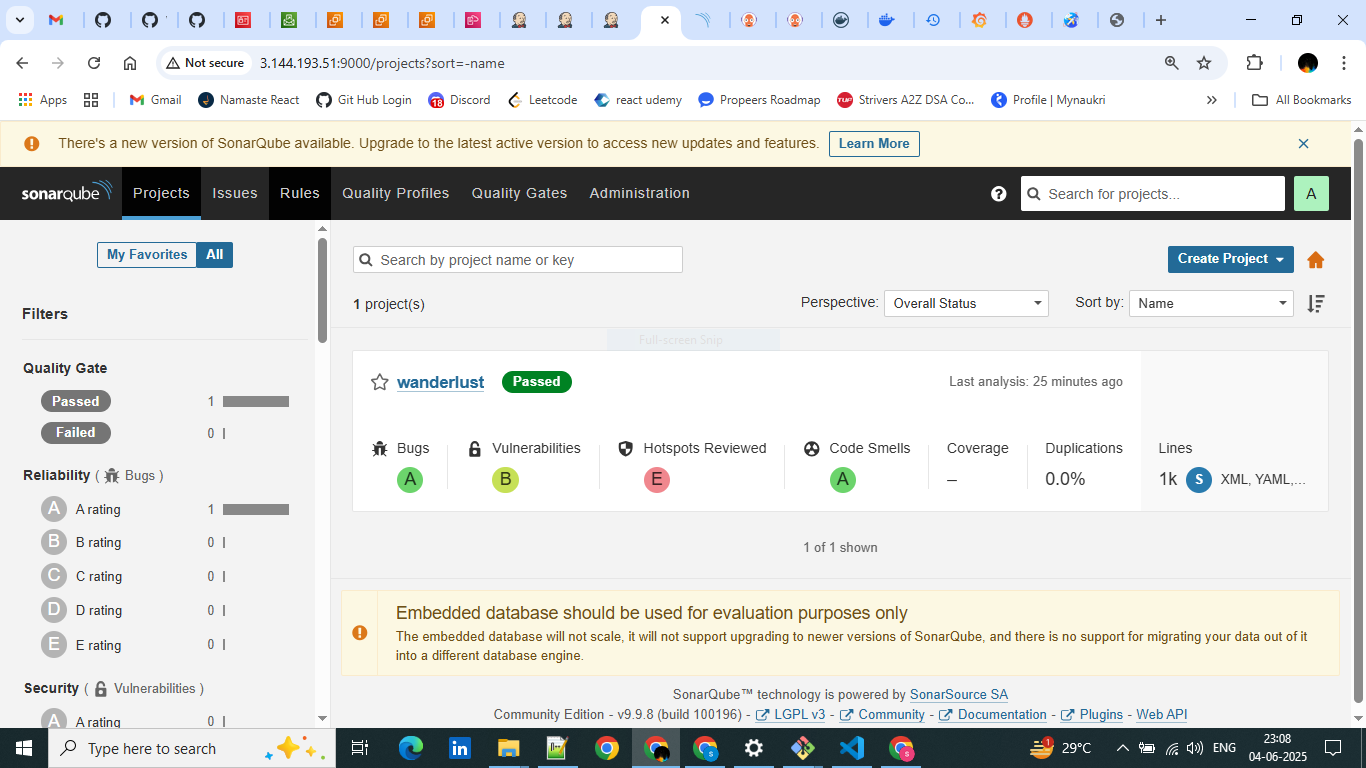 Not secure
3.144.193.51:9000/projects?sort=-name
Apps
Gmail
Namaste React
Git Hub Login
Discord
Leetcode
react udemy
Propeers Roadmap
Strivers A2Z DSA Co...
Profile | Mynaukri
All Bookmarks
There's a new version of SonarQube available. Upgrade to the latest active version to access new updates and features.
Learn More
sonarqube
Projects
Issues
Rules
Quality Profiles
Quality Gates
Administration
Search for projects...
A
My Favorites
All
Search by project name or key
Create Project
1 project(s)
Perspective:
Overall Status
Sort by:
Name
Full-screen Snip
Filters
Quality Gate
Passed
1
Failed
0
Reliability ( Bugs )
A
A rating
1
B
B rating
0
C
C rating
0
D
D rating
0
E
E rating
0
Security ( Vulnerabilities )
A
A rating
0
wanderlust
Passed
Last analysis: 25 minutes ago
Bugs
A
Vulnerabilities
B
Hotspots Reviewed
E
Code Smells
A
Coverage
–
Duplications
0.0%
Lines
1k
S
XML, YAML,...
1 of 1 shown
Embedded database should be used for evaluation purposes only
The embedded database will not scale, it will not support upgrading to newer versions of SonarQube, and there is no support for migrating your data out of it
into a different database engine.
SonarQube™ technology is powered by SonarSource SA
Community Edition - v9.9.8 (build 100196) - LGPL v3 - Community - Documentation - Plugins - Web API
Type here to search
29°C
ENG
23:08
04-06-2025